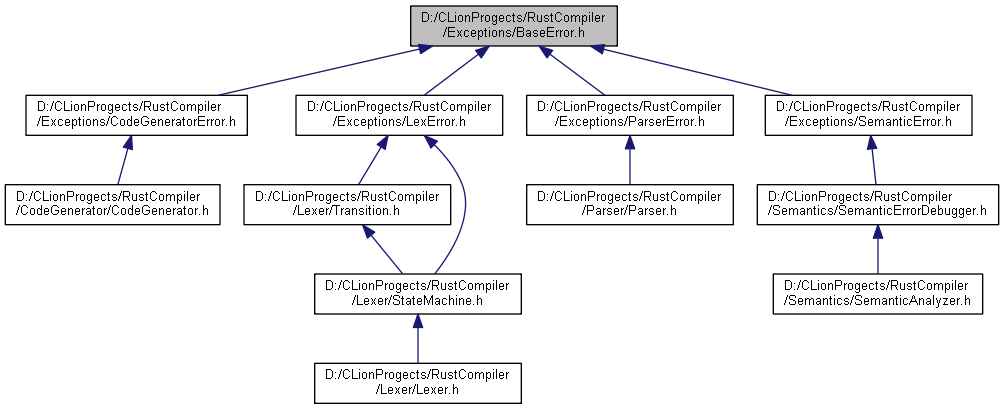 D:/CLionProgects/RustCompiler
/Exceptions/BaseError.h
D:/CLionProgects/RustCompiler
/Exceptions/CodeGeneratorError.h
D:/CLionProgects/RustCompiler
/Exceptions/LexError.h
D:/CLionProgects/RustCompiler
/Exceptions/ParserError.h
D:/CLionProgects/RustCompiler
/Exceptions/SemanticError.h
D:/CLionProgects/RustCompiler
/CodeGenerator/CodeGenerator.h
D:/CLionProgects/RustCompiler
/Lexer/Transition.h
D:/CLionProgects/RustCompiler
/Parser/Parser.h
D:/CLionProgects/RustCompiler
/Semantics/SemanticErrorDebugger.h
D:/CLionProgects/RustCompiler
/Lexer/StateMachine.h
D:/CLionProgects/RustCompiler
/Semantics/SemanticAnalyzer.h
D:/CLionProgects/RustCompiler
/Lexer/Lexer.h